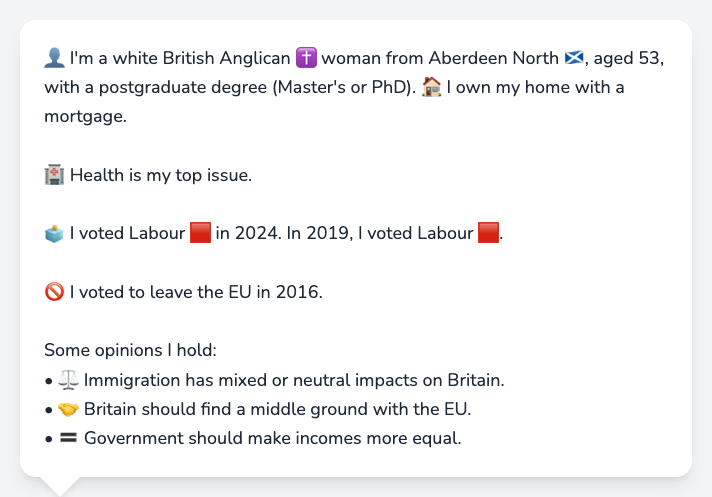 👤 I'm a white British Anglican ✝️ woman from Aberdeen North 🏴󠁧󠁢󠁳󠁣󠁴󠁿, aged 53,
with a postgraduate degree (Master's or PhD). 🏠 I own my home with a
mortgage.
🏥 Health is my top issue.
🗳️ I voted Labour 🟥 in 2024. In 2019, I voted Labour 🟥.
🚫 I voted to leave the EU in 2016.
Some opinions I hold:
• ⚖️ Immigration has mixed or neutral impacts on Britain.
• 🤝 Britain should find a middle ground with the EU.
• 🟰 Government should make incomes more equal.